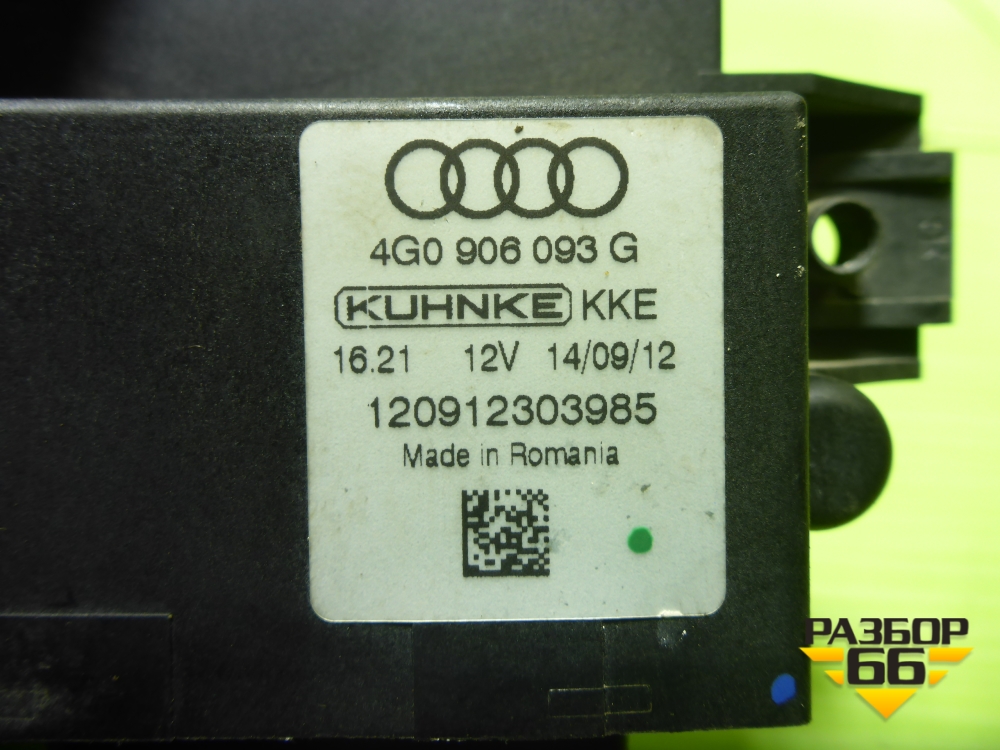 4G0 906 093 G
KUHNKE KKE
16.21 12V 14/09/12
120912303985
Made in Romania
РАЗБОР
66